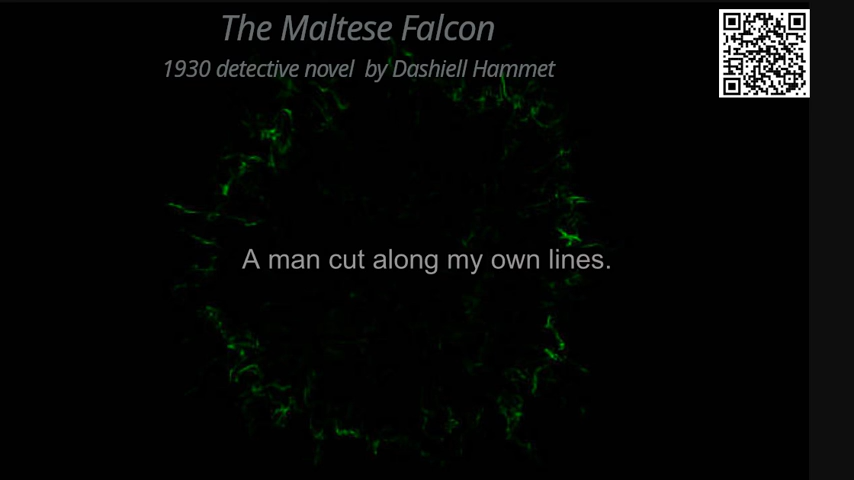 The Maltese Falcon
1930 detective novel by Dashiell Hammet
A man cut along my own lines.